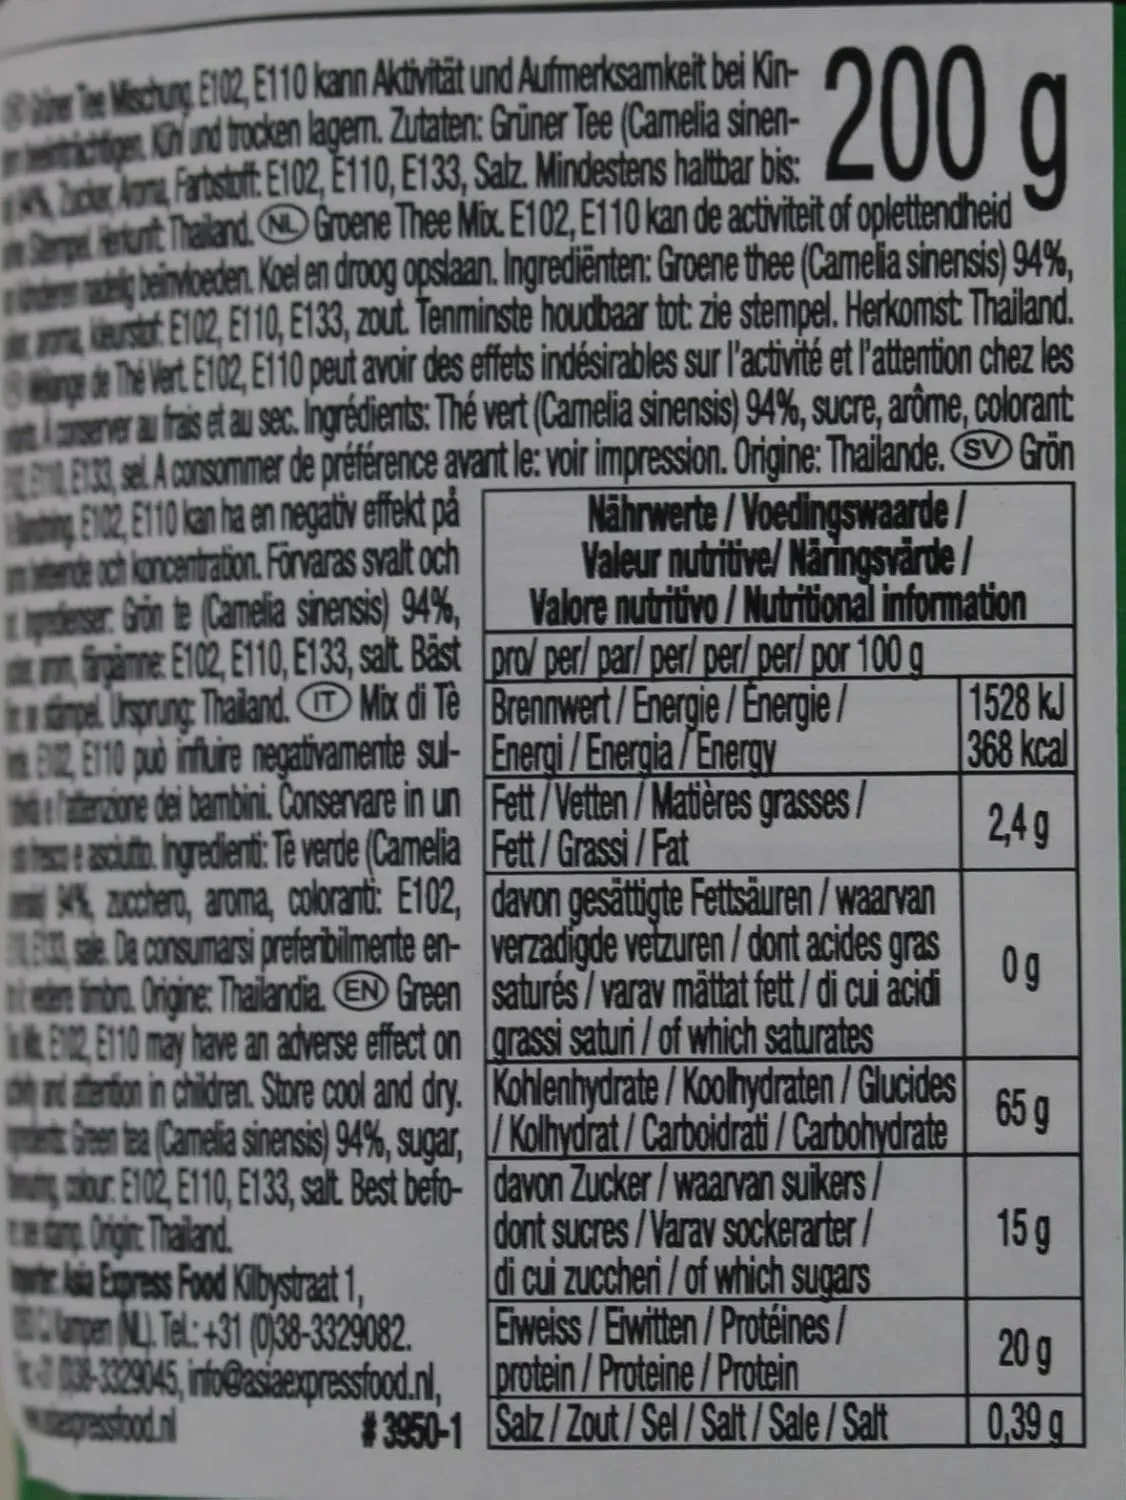 Tee Mischung. E102, E110 kann Aktivität und Aufmerksamkeit bei Kin-
200 g
beeinträchtigen. Kühl und trocken lagern. Zutaten: Grüner Tee (Camelia sinen-
94%, Zucker, Aroma, Farbstoff: E102, E110, E133, Salz. Mindestens haltbar bis:
Stempel. Herkunft: Thailand. NL Groene Thee Mix. E102, E110 kan de activiteit of oplettendheid
kinderen nadelig beïnvloeden. Koel en droog opslaan. Ingrediënten: Groene thee (Camelia sinensis) 94%,
aroma, kleurstof: E102, E110, E133, zout. Tenminste houdbaar tot: zie stempel. Herkomst: Thailand.
Mélange de Thé Vert. E102, E110 peut avoir des effets indésirables sur l'activité et l'attention chez les
A conserver au frais et au sec. Ingrédients: Thé vert (Camelia sinensis) 94%, sucre, arôme, colorant:
E110, E133, sel. A consommer de préférence avant le: voir impression. Origine: Thailande. SV Grön
E102, E110 kan ha en negativ effekt på
beteende och koncentration. Förvaras svalt och
Ingredienser: Grön te (Camelia sinensis) 94%,
arom, färgämne: E102, E110, E133, salt. Bäst
stämpel. Ursprung: Thailand. IT Mix di Tè
E102, E110 può influire negativamente sul-
e l'attenzione dei bambini. Conservare in un
fresco e asciutto. Ingredienti: Tè verde (Camelia
94%, zucchero, aroma, coloranti: E102,
E133, sale. Da consumarsi preferibilmente en-
vedere timbro. Origine: Thailandia. EN Green
E102, E110 may have an adverse effect on
and attention in children. Store cool and dry.
Green tea (Camelia sinensis) 94%, sugar,
colour: E102, E110, E133, salt. Best befo-
see stamp. Origin: Thailand.
Asia Express Food Kilbystraat 1,
Kampen (NL). Tel.: +31 (0)38-3329082.
(0)38-3329045, info@asiaexpressfood.nl,
#3950-1
Nährwerte / Voedingswaarde /
Valeur nutritive/ Näringsvärde /
Valore nutritivo / Nutritional information
pro/ per/ par/ per/ per/ per/ por 100 g
Brennwert / Energie / Énergie / 1528 kJ
Energi / Energia / Energy 368 kcal
Fett / Vetten / Matières grasses /
Fett / Grassi / Fat 2,4 g
davon gesättigte Fettsäuren / waarvan
verzadigde vetzuren / dont acides gras
saturés / varav mättat fett / di cui acidi 0 g
grassi saturi / of which saturates
Kohlenhydrate / Koolhydraten / Glucides
/ Kolhydrat / Carboidrati / Carbohydrate 65 g
davon Zucker / waarvan suikers /
dont sucres / Varav sockerarter / 15 g
di cui zuccheri / of which sugars
Eiweiss / Eiwitten / Protéines /
protein / Proteine / Protein 20 g
Salz / Zout / Sel / Salt / Sale / Salt 0,39 g